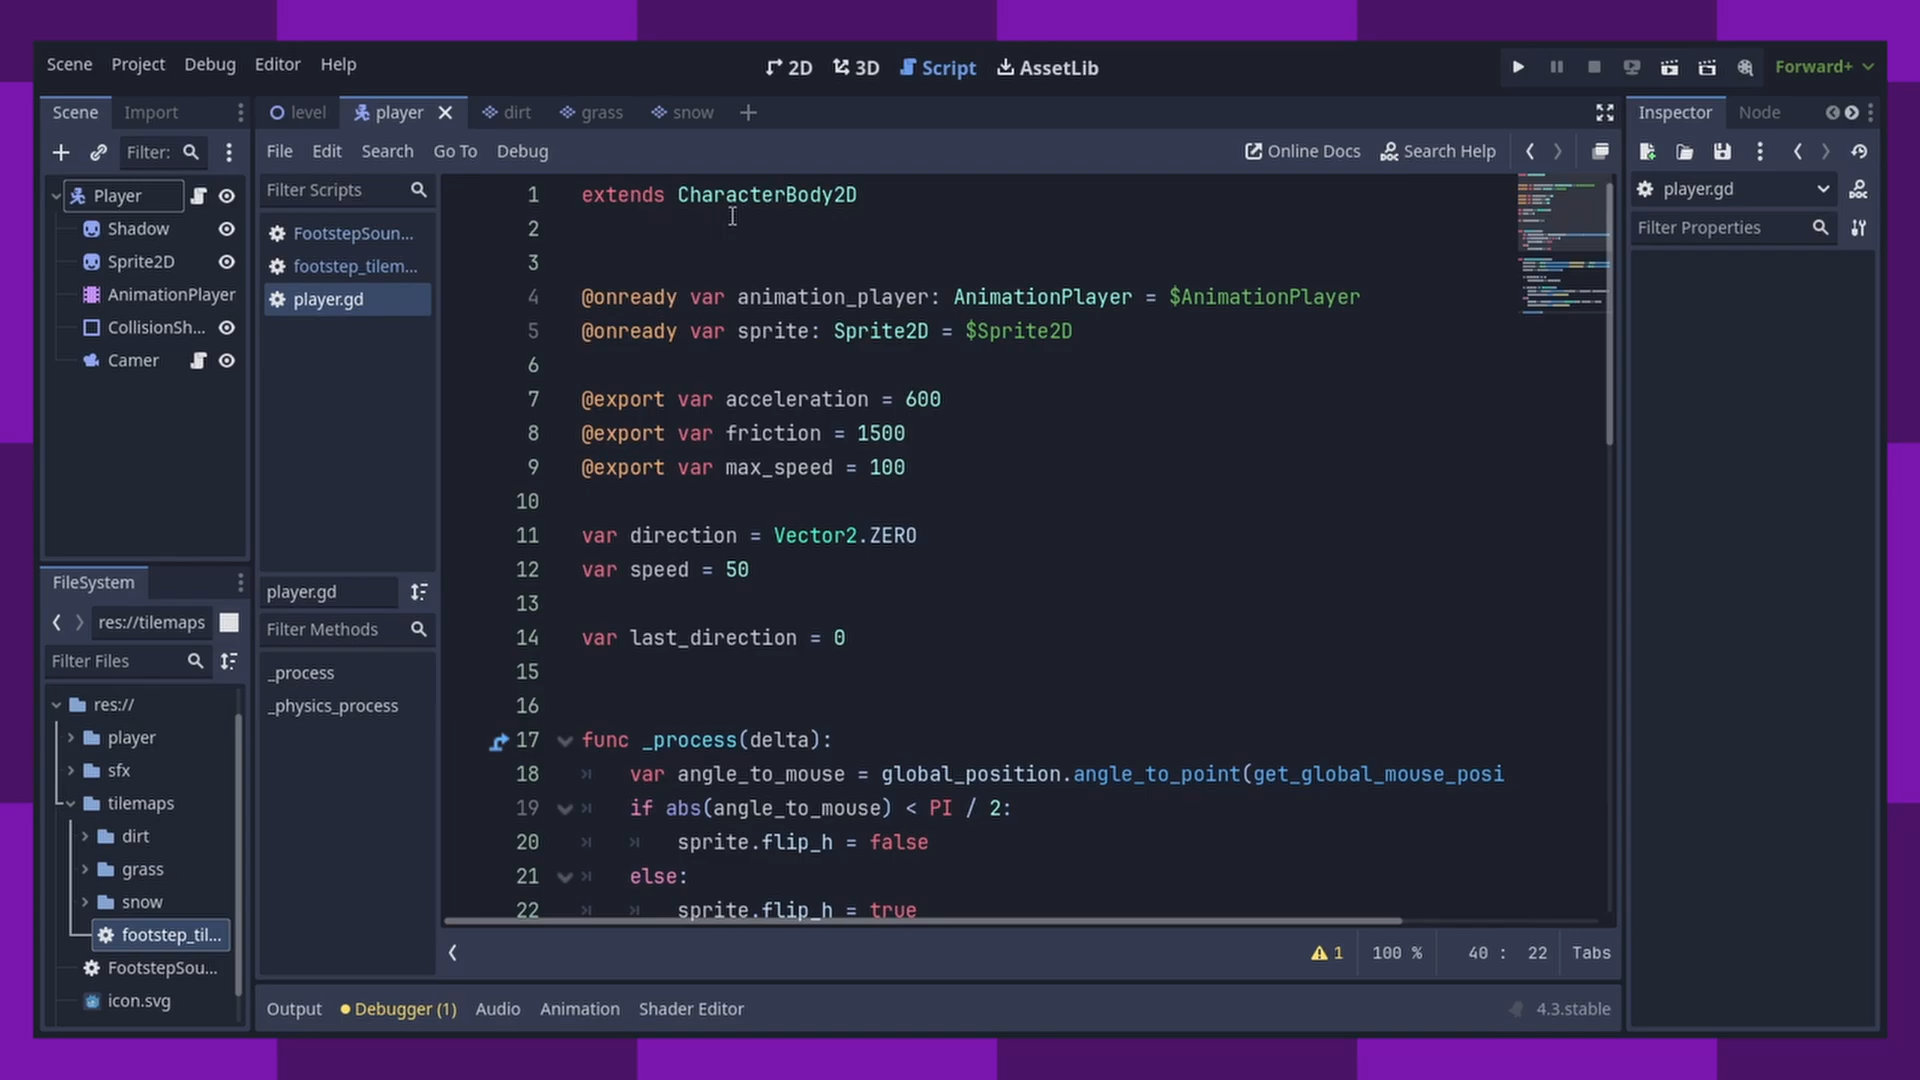 Scene Project Debug Editor Help
2D 3D Script AssetLib
Forward+
Scene Import
level player dirt grass snow
Inspector Node
Filter:
File Edit Search Go To Debug
Online Docs Search Help
Player
Shadow
Sprite2D
AnimationPlayer
CollisionSh...
Camer
Filter Scripts
FootstepSoun...
footstep_tilem...
player.gd
player.gd
Filter Methods
_process
_physics_process
1 extends CharacterBody2D
2
3
4 @onready var animation_player: AnimationPlayer = $AnimationPlayer
5 @onready var sprite: Sprite2D = $Sprite2D
6
7 @export var acceleration = 600
8 @export var friction = 1500
9 @export var max_speed = 100
10
11 var direction = Vector2.ZERO
12 var speed = 50
13
14 var last_direction = 0
15
16
17 func _process(delta):
18 var angle_to_mouse = global_position.angle_to_point(get_global_mouse_posi
19 if abs(angle_to_mouse) < PI / 2:
20 sprite.flip_h = false
21 else:
22 sprite.flip_h = true
player.gd
Filter Properties
FileSystem
res://tilemaps
Filter Files
res://
player
sfx
tilemaps
dirt
grass
snow
footstep_til...
FootstepSou...
icon.svg
1 100 % 40 : 22 Tabs
Output Debugger (1) Audio Animation Shader Editor
4.3.stable